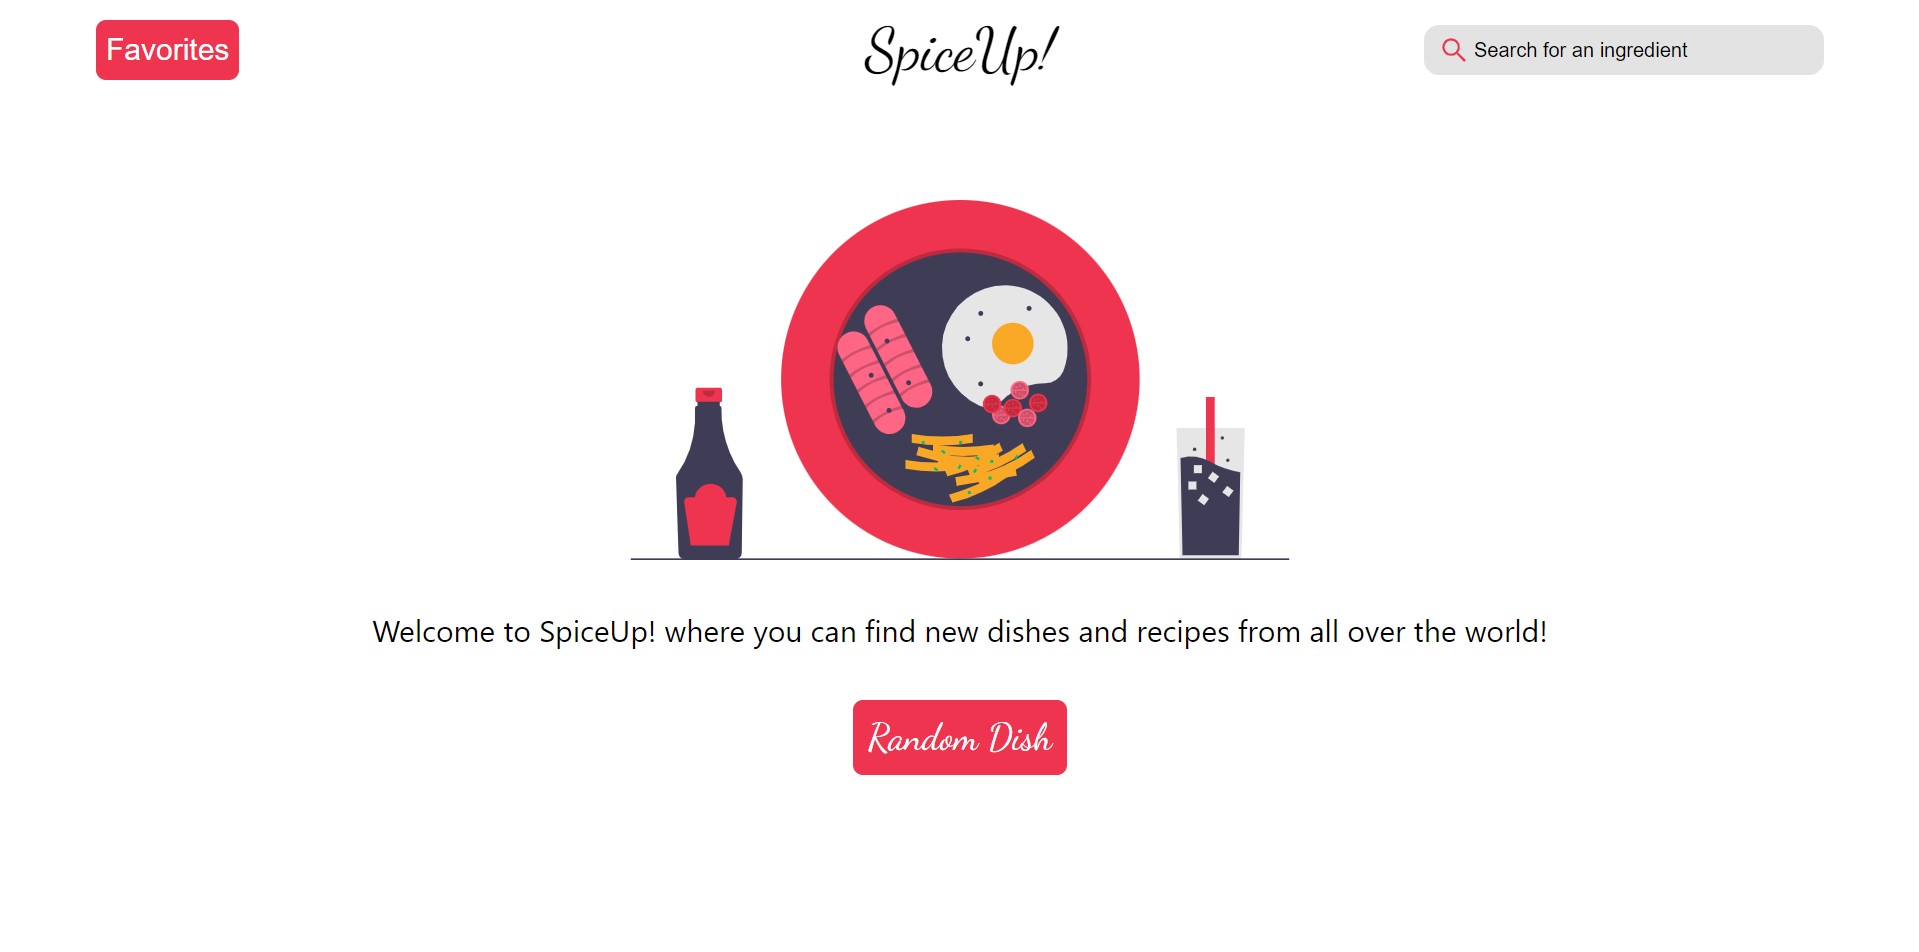 Favorites
SpiceUp!
Search for an ingredient
Welcome to SpiceUp! where you can find new dishes and recipes from all over the world!
Random Dish